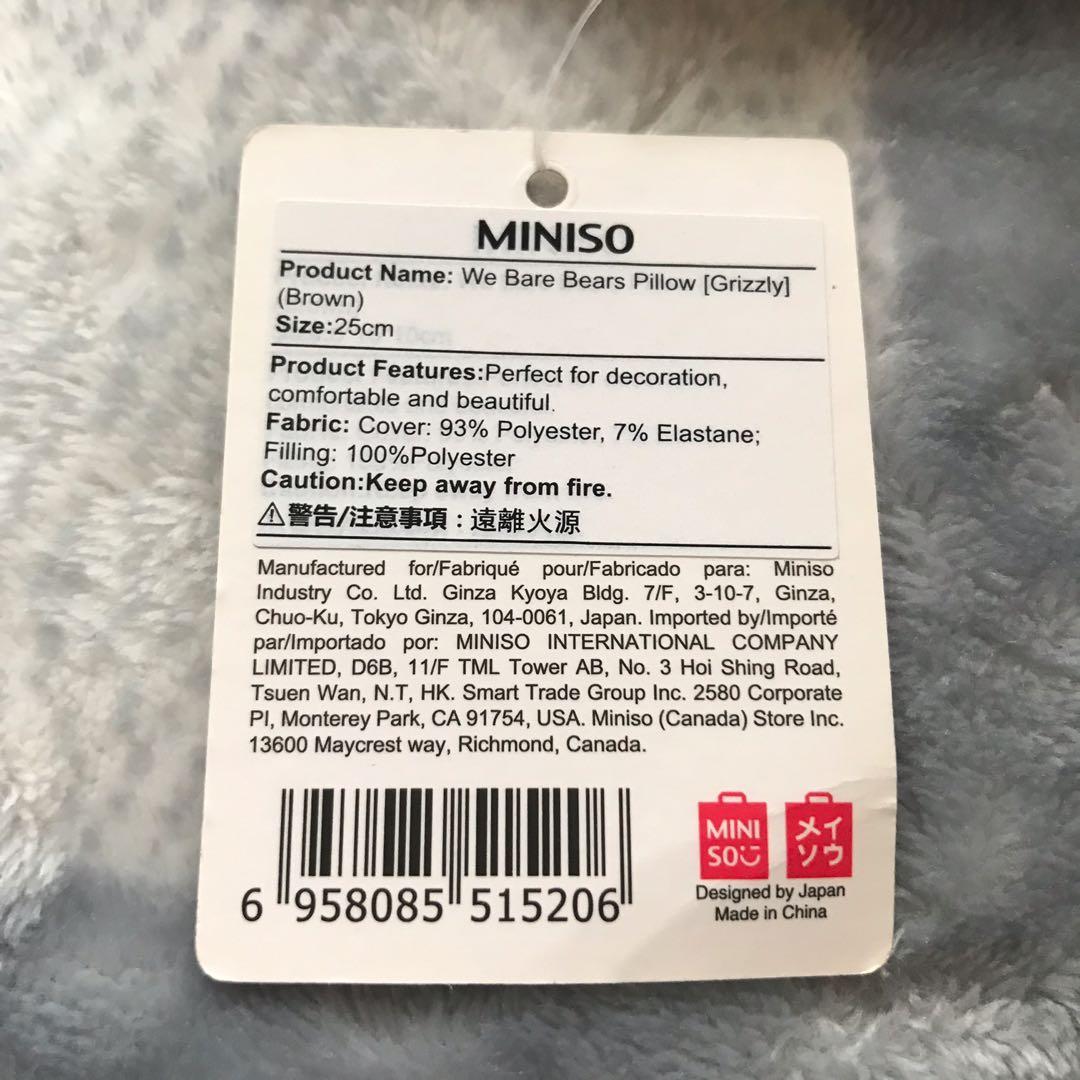 MINISO
Product Name: We Bare Bears Pillow [Grizzly]
(Brown)
Size:25cm
Product Features:Perfect for decoration,
comfortable and beautiful.
Fabric: Cover: 93% Polyester, 7% Elastane;
Filling: 100%Polyester
Caution:Keep away from fire.
⚠警告/注意事項：遠離火源
Manufactured for/Fabriqué pour/Fabricado para: Miniso
Industry Co. Ltd. Ginza Kyoya Bldg. 7/F, 3-10-7, Ginza,
Chuo-Ku, Tokyo Ginza, 104-0061, Japan. Imported by/Importé
par/Importado por: MINISO INTERNATIONAL COMPANY
LIMITED, D6B, 11/F TML Tower AB, No. 3 Hoi Shing Road,
Tsuen Wan, N.T, HK. Smart Trade Group Inc. 2580 Corporate
Pl, Monterey Park, CA 91754, USA. Miniso (Canada) Store Inc.
13600 Maycrest way, Richmond, Canada.
6 958085 515206
MINI
SO
メイ
ソウ
Designed by Japan
Made in China